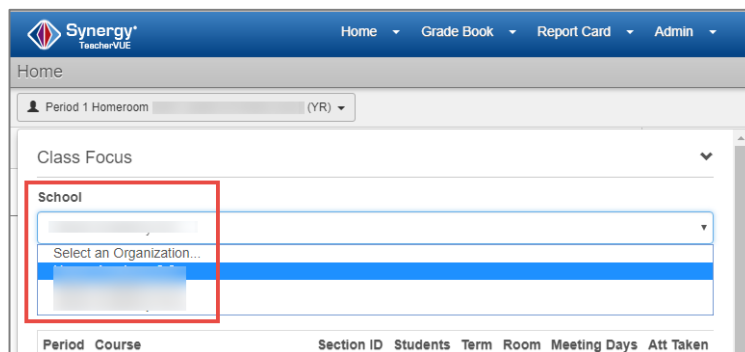 Synergy
TeacherVUE
Home Grade Book Report Card Admin
Home
Period 1 Homeroom (YR)
Class Focus
School
Select an Organization...
Period Course Section ID Students Term Room Meeting Days Att Taken